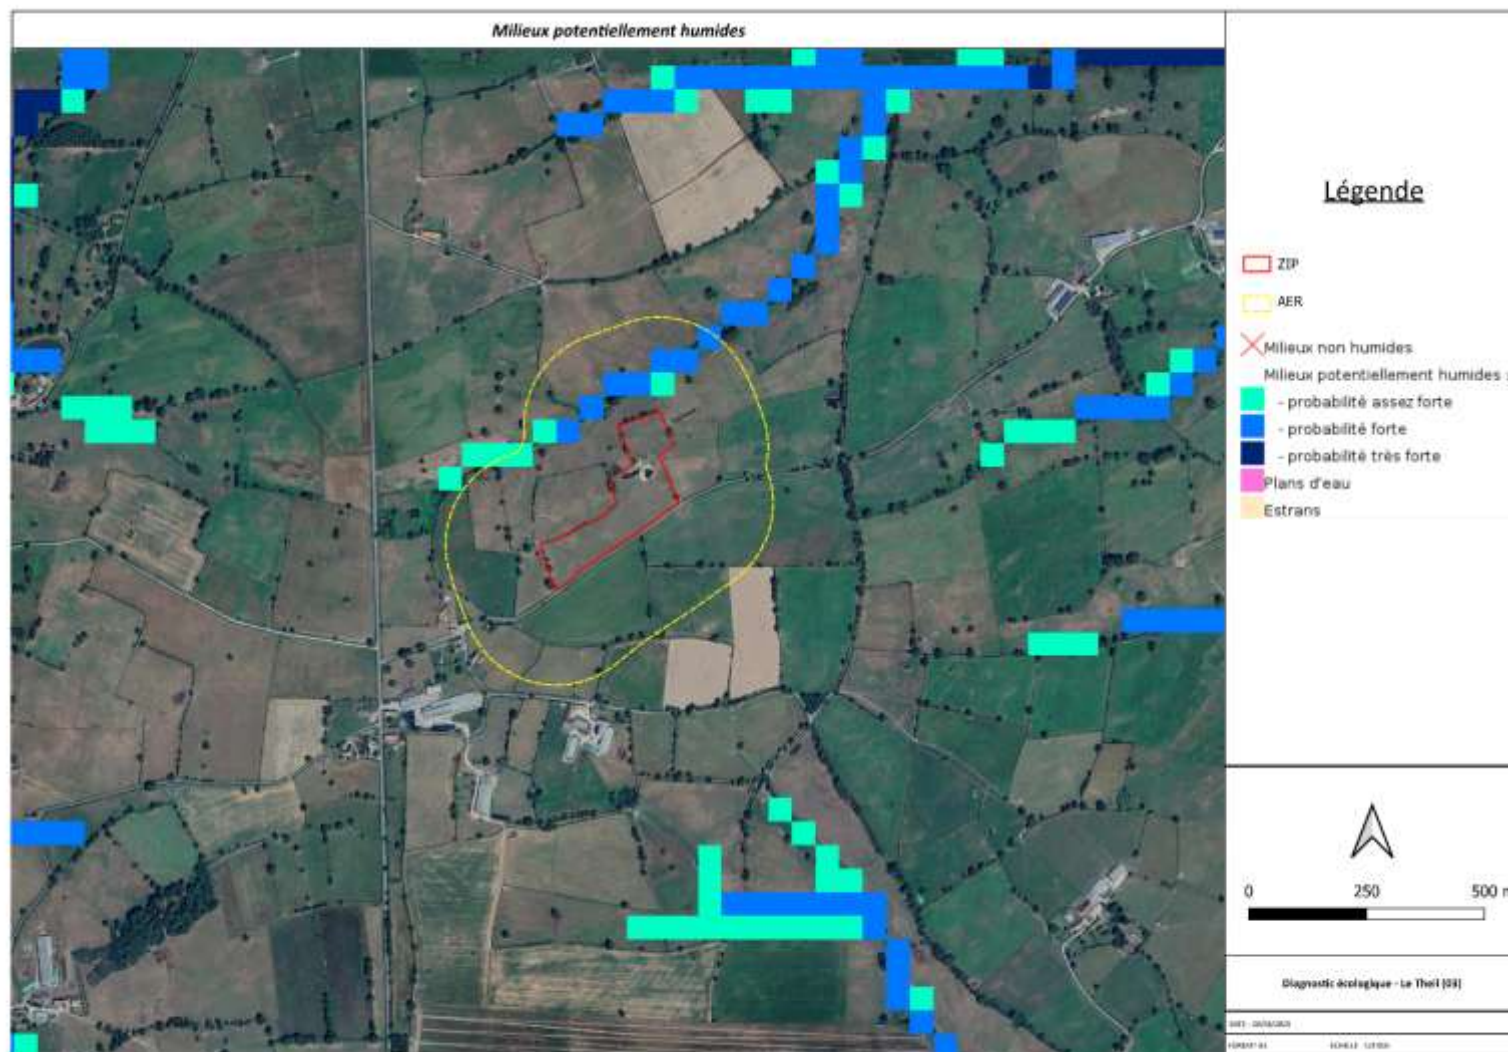 Milieux potentiellement humides
Légende
ZIP
AER
Milieux non humides
Milieux potentiellement humides :
- probabilité assez forte
- probabilité forte
- probabilité très forte
Plans d'eau
Estrans
0 250 500 m
Diagnostic écologique - Le Theil (03)